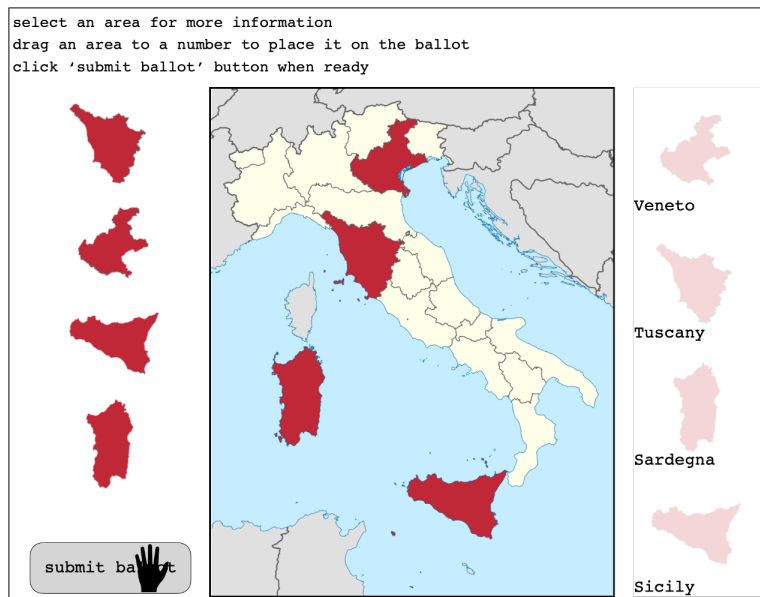 select an area for more information
drag an area to a number to place it on the ballot
click ‘submit ballot’ button when ready
Veneto
Tuscany
Sardegna
Sicily
submit